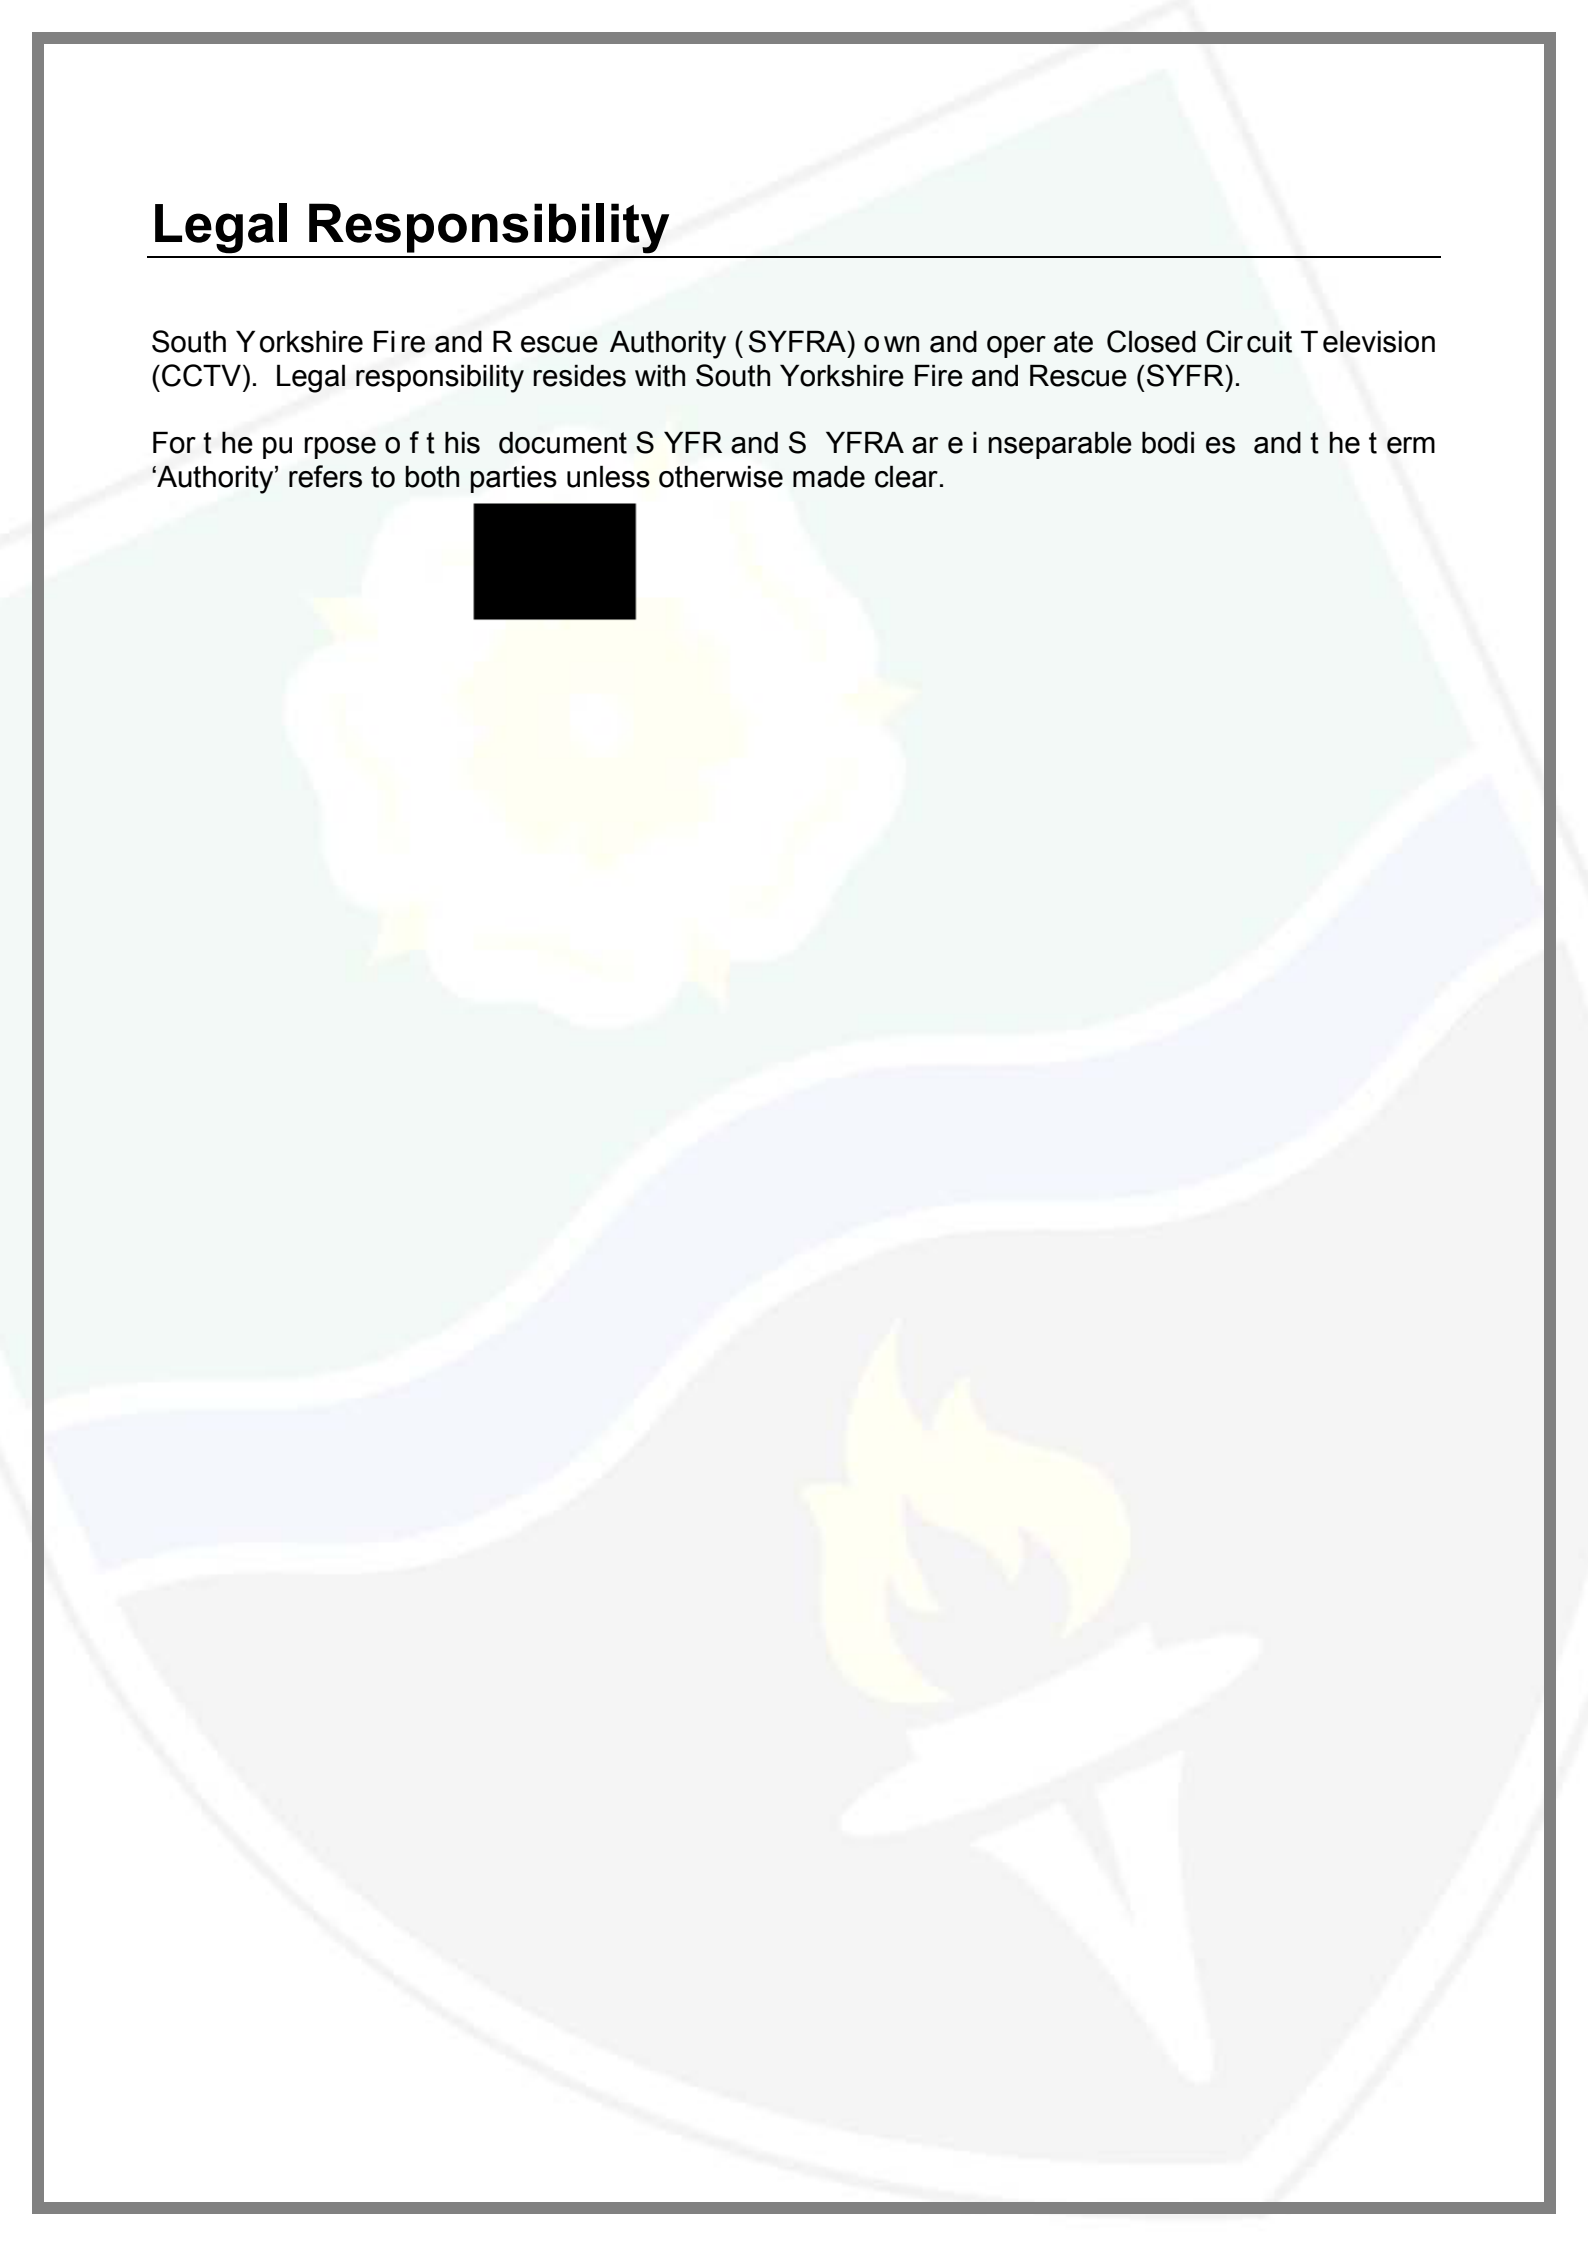 Legal Responsibility
South Yorkshire Fire and Rescue Authority (SYFRA) own and operate Closed Circuit Television
(CCTV). Legal responsibility resides with South Yorkshire Fire and Rescue (SYFR).
For the purpose of this document SYFR and SYFRA are inseparable bodies and the term
‘Authority’ refers to both parties unless otherwise made clear.